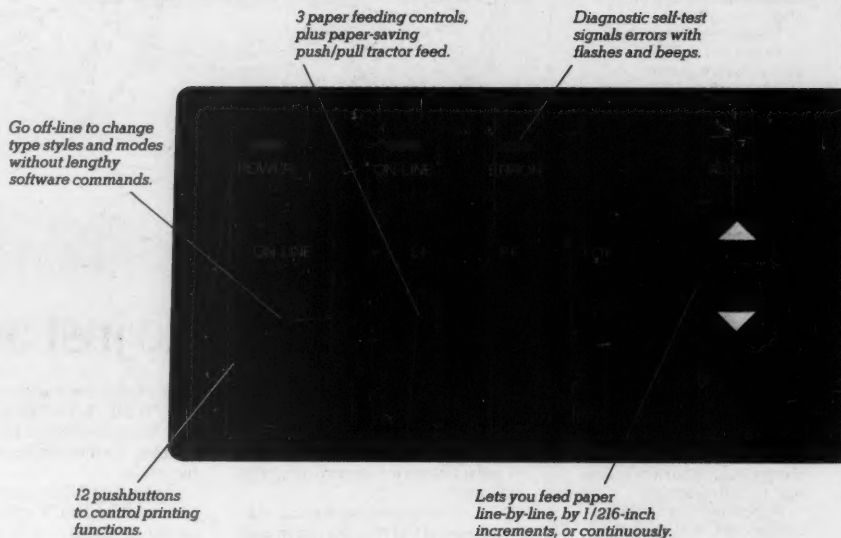 3 paper feeding controls,
plus paper-saving
push/pull tractor feed.
Diagnostic self-test
signals errors with
flashes and beeps.
Go off-line to change
type styles and modes
without lengthy
software commands.
POWER
ON LINE
ERROR
ON LINE
LF
FF
12 pushbuttons
to control printing
functions.
Lets you feed paper
line-by-line, by 1/216-inch
increments, or continuously.